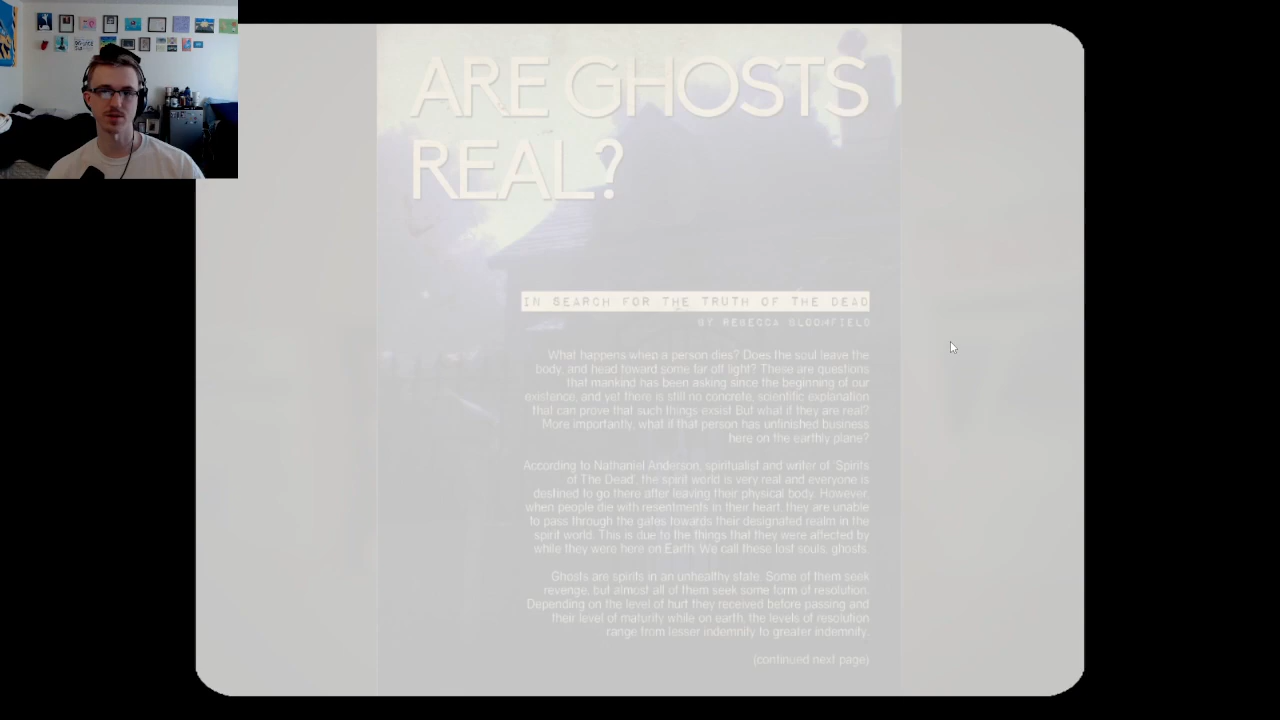 ARE GHOSTS
REAL?
IN SEARCH FOR THE TRUTH OF THE DEAD
BY REBECCA BLOOMFIELD
What happens when a person dies? Does the soul leave the
body, and head toward some far off light? These are questions
that mankind has been asking since the beginning of our
existence, and yet there is still no concrete, scientific explanation
that can prove that such things exsist. But what if they are real?
More importantly, what if that person has unfinished business
here on the earthly plane?
According to Nathaniel Anderson, spiritualist and writer of 'Spirits
of The Dead', the spirit world is very real and everyone is
destined to go there after leaving their physical body. However,
when people die with resentments in their heart, they are unable
to pass through the gates towards their designated realm in the
spirit world. This is due to the things that they were affected by
while they were here on Earth. We call these lost souls, ghosts.
Ghosts are spirits in an unhealthy state. Some of them seek
revenge, but almost all of them seek some form of resolution.
Depending on the level of hurt they received before passing and
their level of maturity while on earth, the levels of resolution
range from lesser indemnity to greater indemnity.
(continued next page)